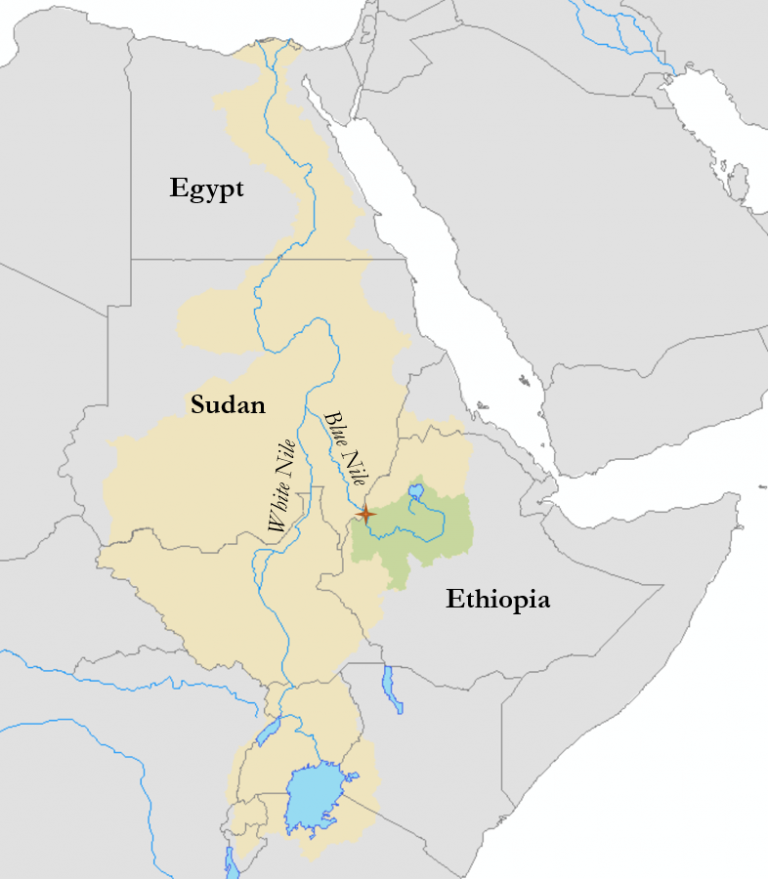 Egypt
Sudan
Blue Nile
White Nile
Ethiopia